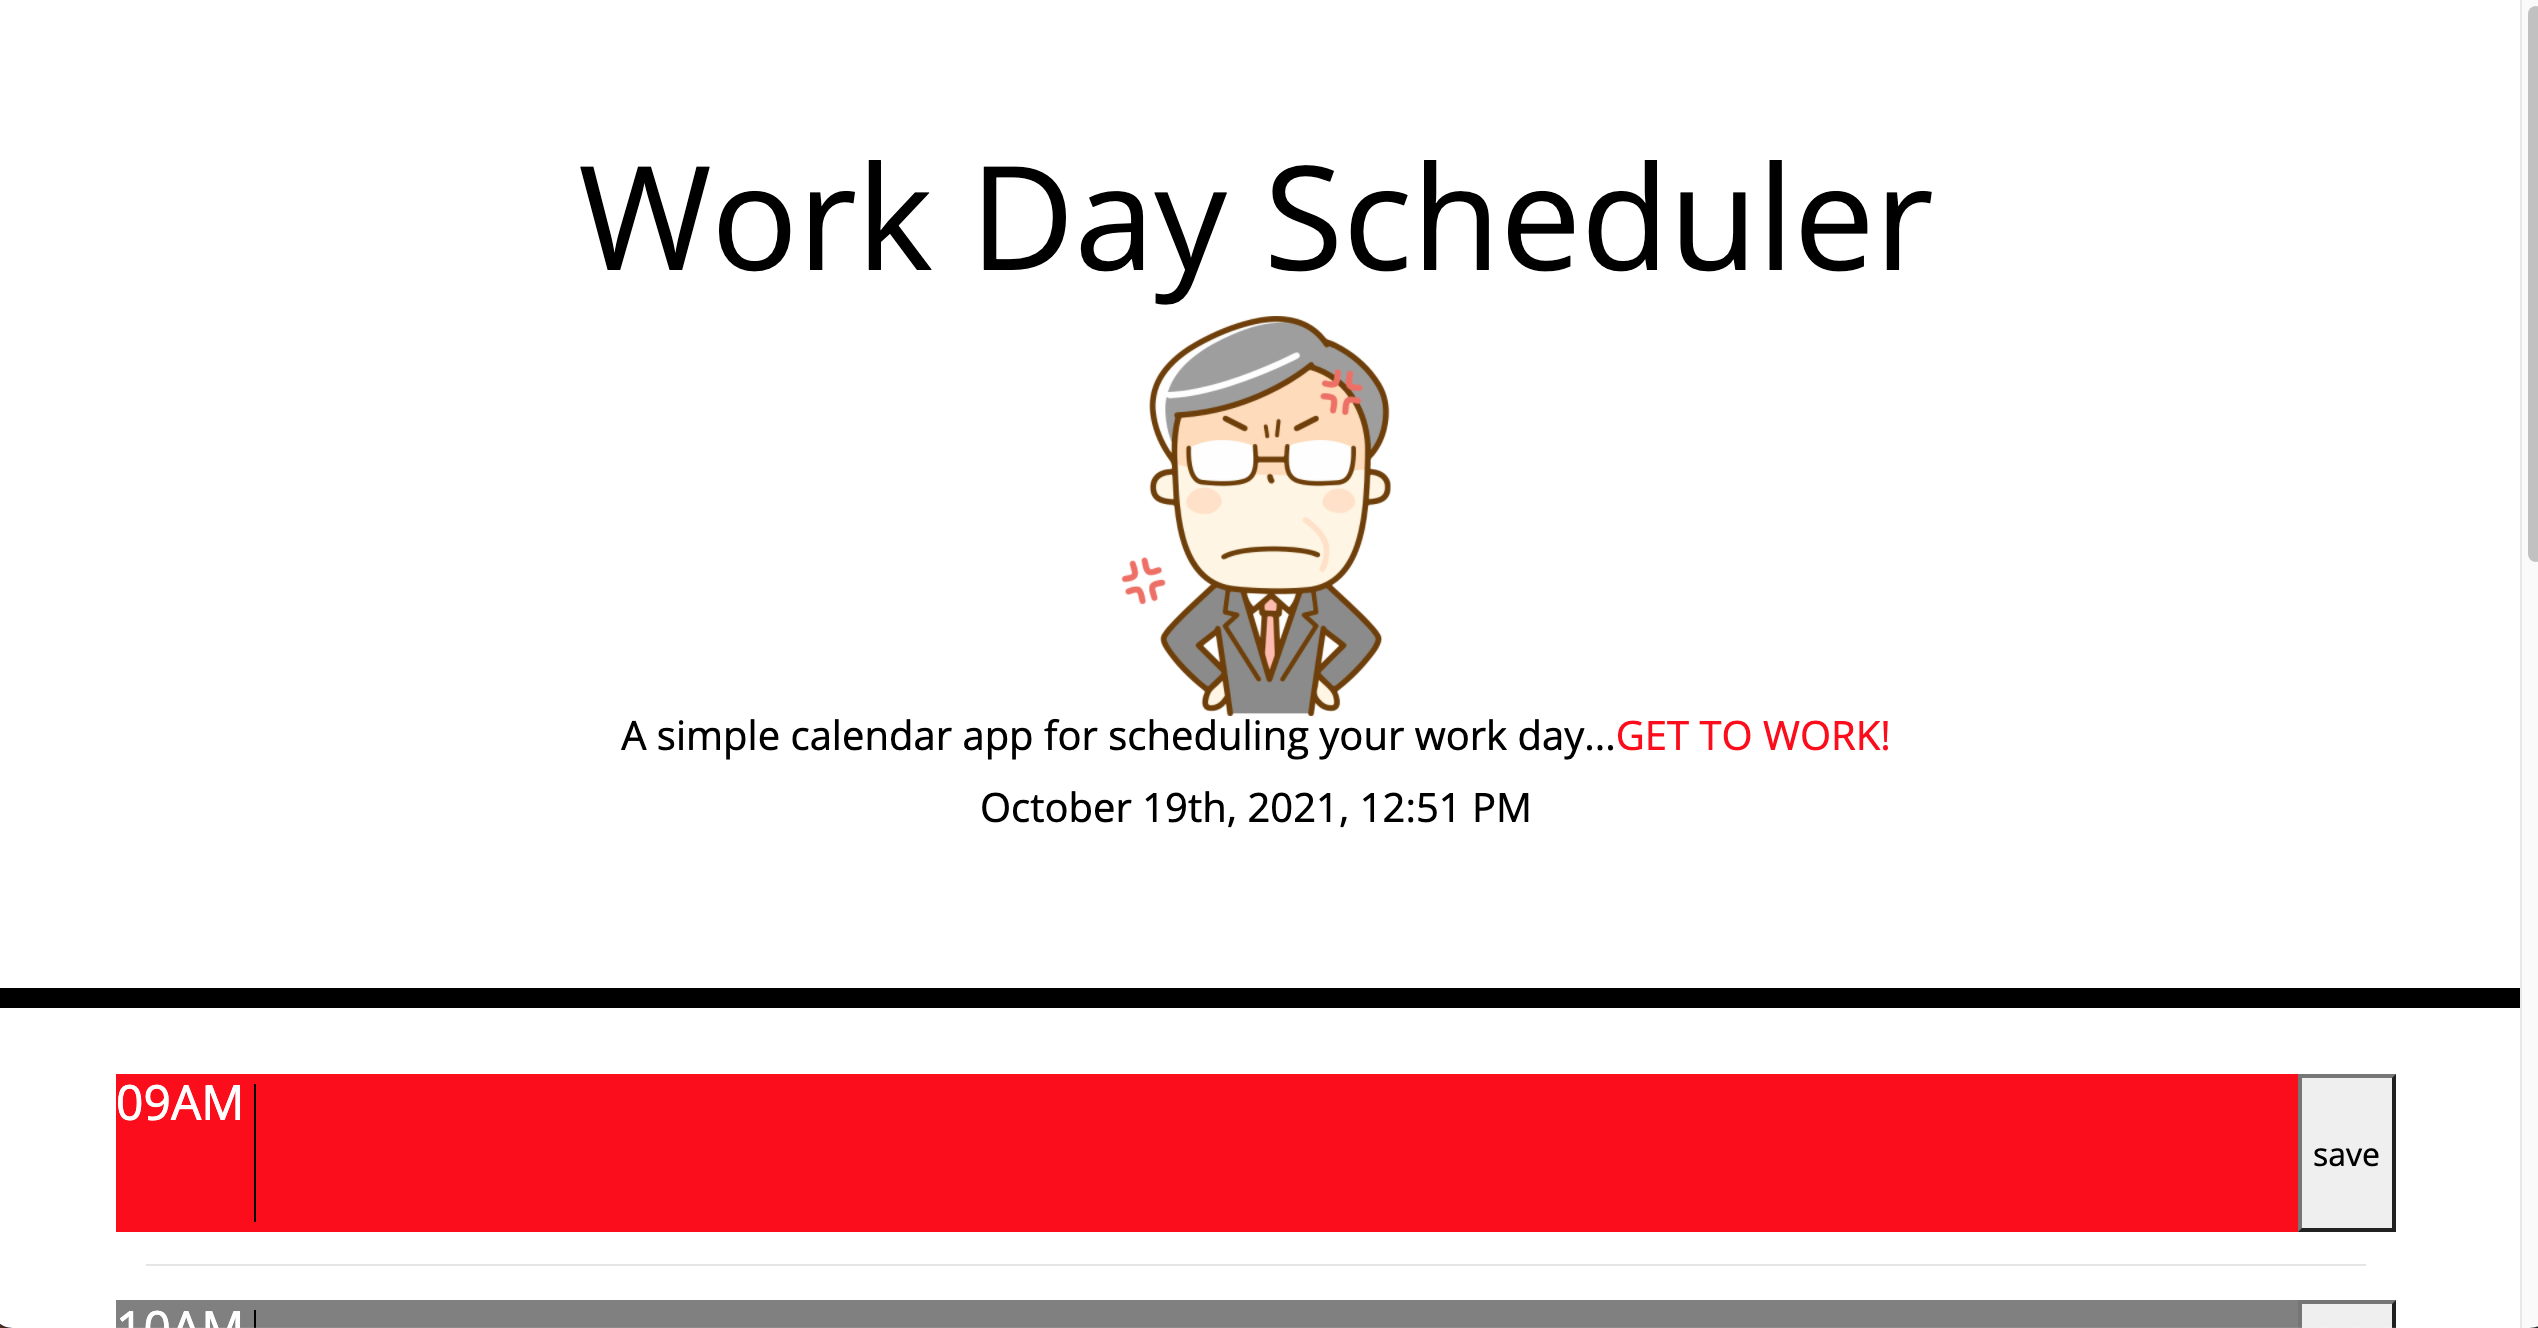 Work Day Scheduler
A simple calendar app for scheduling your work day...GET TO WORK!
October 19th, 2021, 12:51 PM
09AM
save
10AM